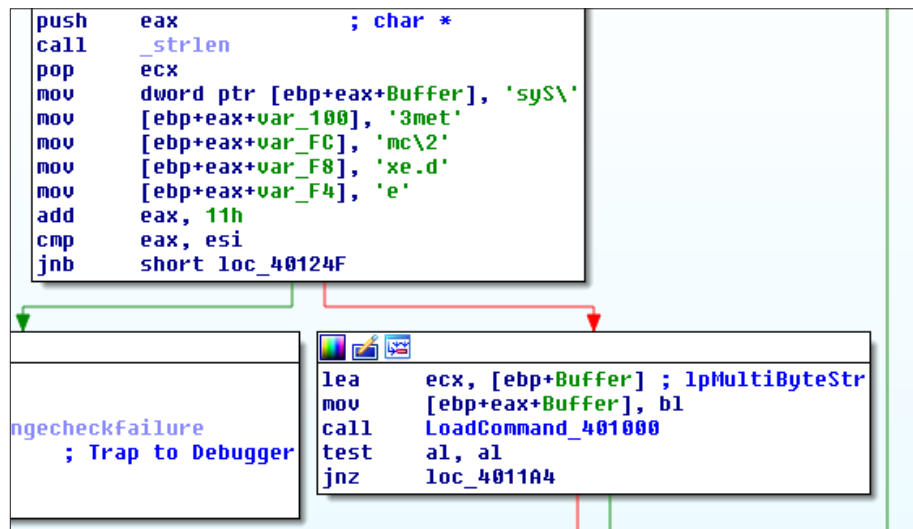 push eax ; char *
call _strlen
pop ecx
mov dword ptr [ebp+eax+Buffer], 'syS\'
mov [ebp+eax+var_100], '3met'
mov [ebp+eax+var_FC], 'mc\2'
mov [ebp+eax+var_F8], 'xe.d'
mov [ebp+eax+var_F4], 'e'
add eax, 11h
cmp eax, esi
jnb short loc_40124F
ngecheckfailure
; Trap to Debugger
lea ecx, [ebp+Buffer] ; lpMultiByteStr
mov [ebp+eax+Buffer], bl
call LoadCommand_401000
test al, al
jnz loc_4011A4